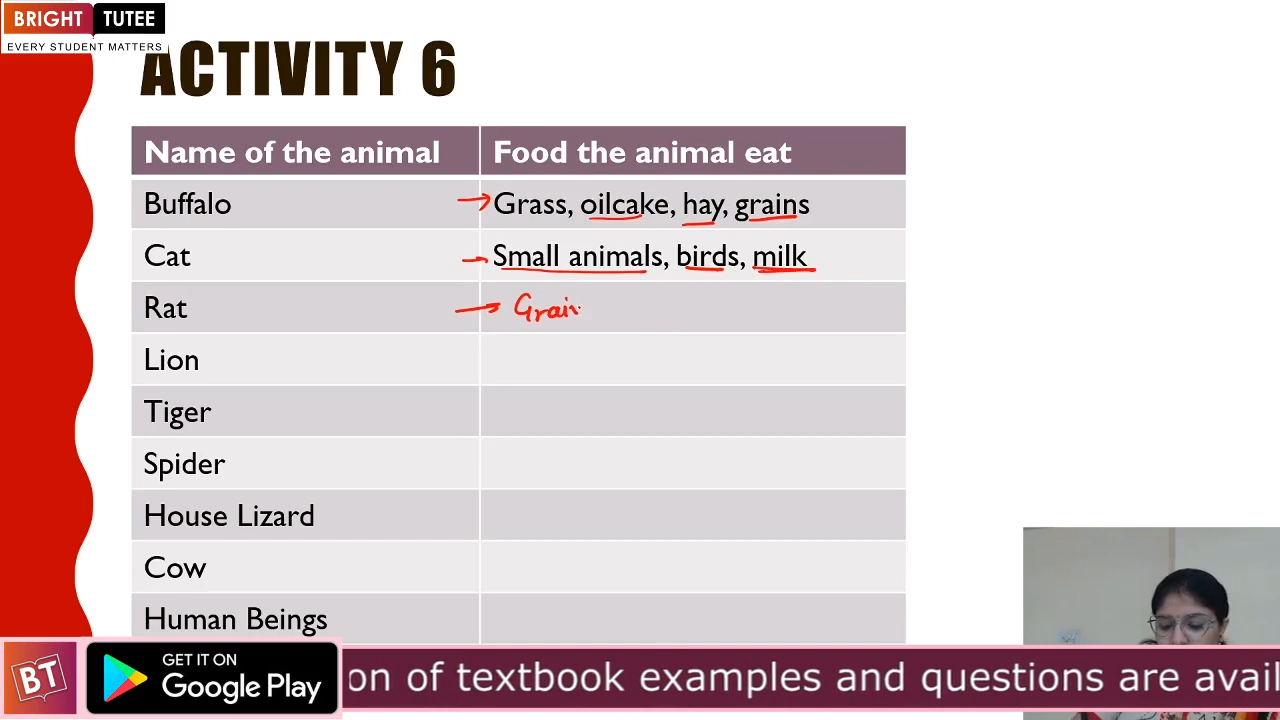 BRIGHT TUTEE
EVERY STUDENT MATTERS
ACTIVITY 6
Name of the animal Food the animal eat
Buffalo Grass, oilcake, hay, grains
Cat Small animals, birds, milk
Rat Grain
Lion
Tiger
Spider
House Lizard
Cow
Human Beings
BT GET IT ON
Google Play
on of textbook examples and questions are avail